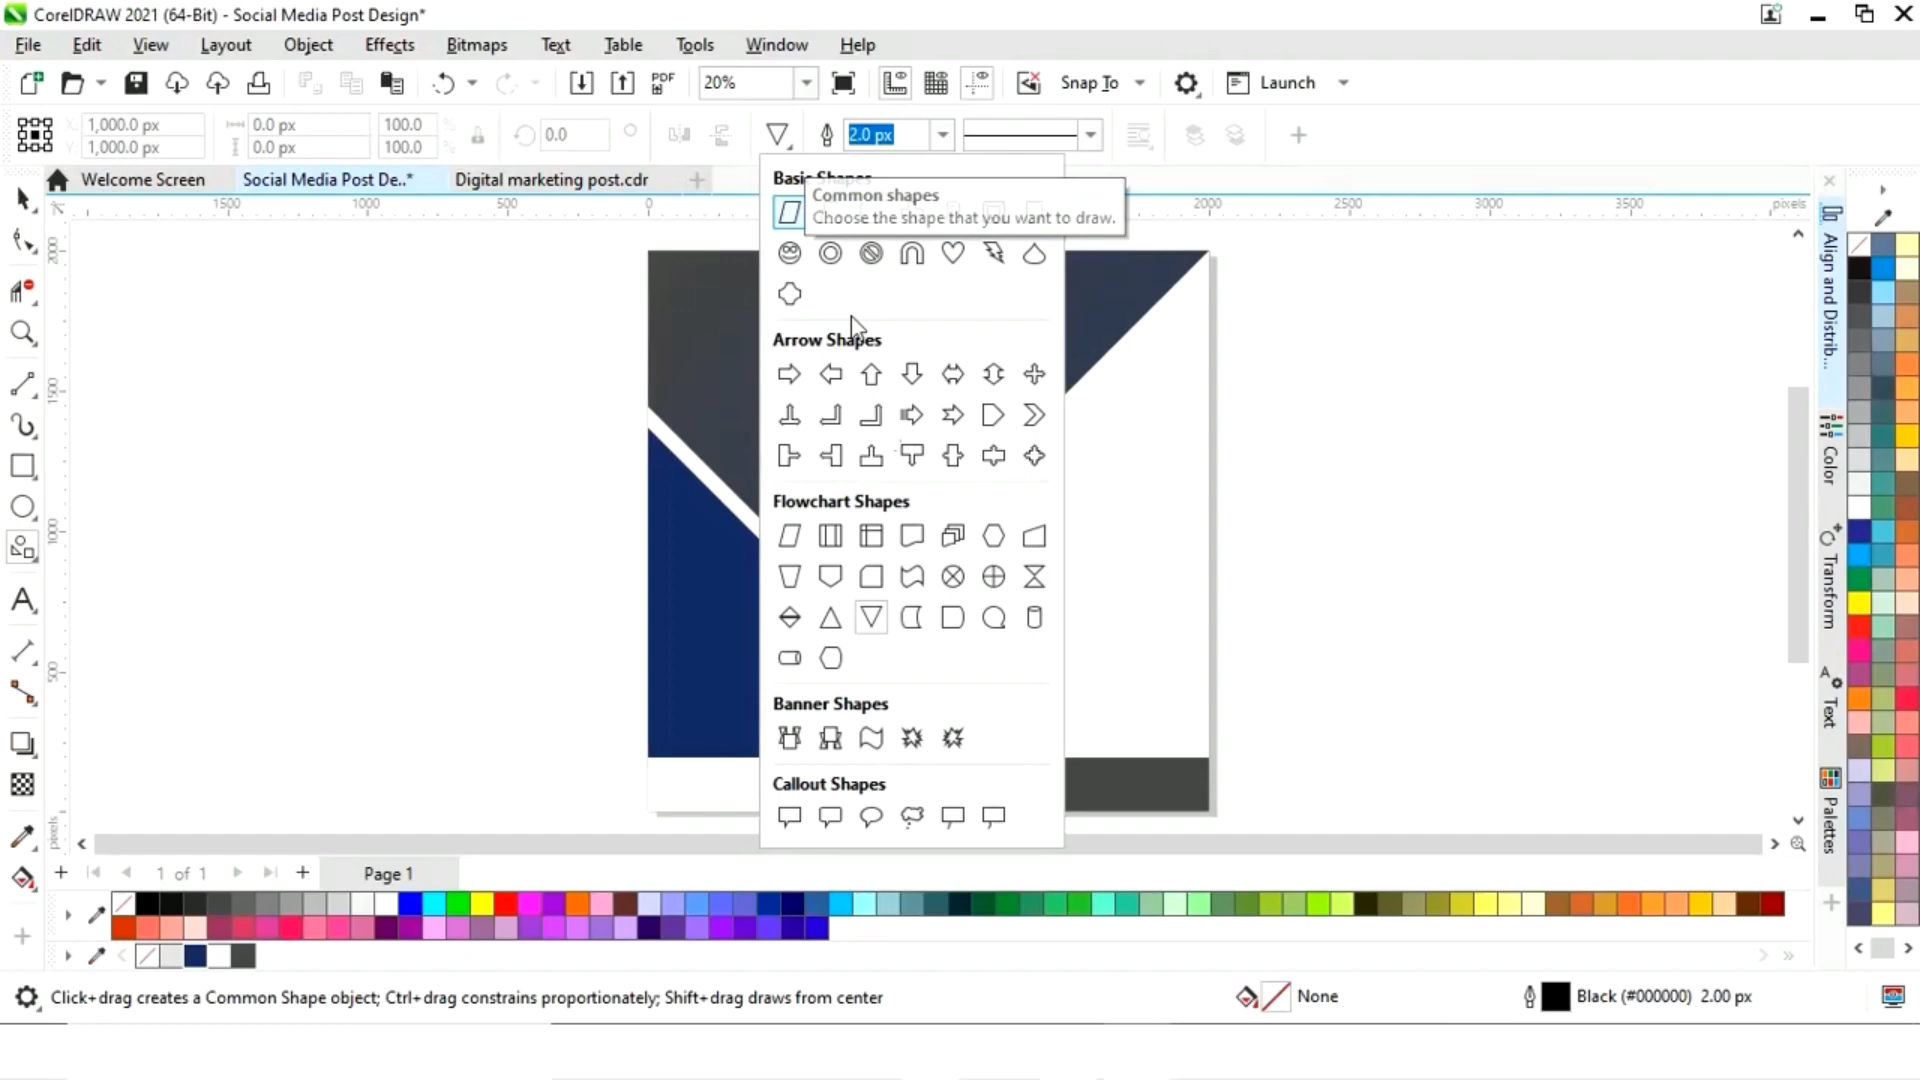 CorelDRAW 2021 (64-Bit) - Social Media Post Design*
File Edit View Layout Object Effects Bitmaps Text Table Tools Window Help
PDF 20% Snap To Launch
X: 1,000.0 px 0.0 px 100.0 % 0.0 2.0 px
Y: 1,000.0 px 0.0 px 100.0 %
Welcome Screen Social Media Post De..* Digital marketing post.cdr
1500 1000 500 0 2000 2500 3000 3500 pixels
Basic Shapes
Common shapes
Choose the shape that you want to draw.
Arrow Shapes
Flowchart Shapes
Banner Shapes
Callout Shapes
2000
1500
1000
500
pixels
Align and Distrib...
Color
Transform
Text
Palettes
1 of 1 Page 1
Click+drag creates a Common Shape object; Ctrl+drag constrains proportionately; Shift+drag draws from center
None
Black (#000000) 2.00 px